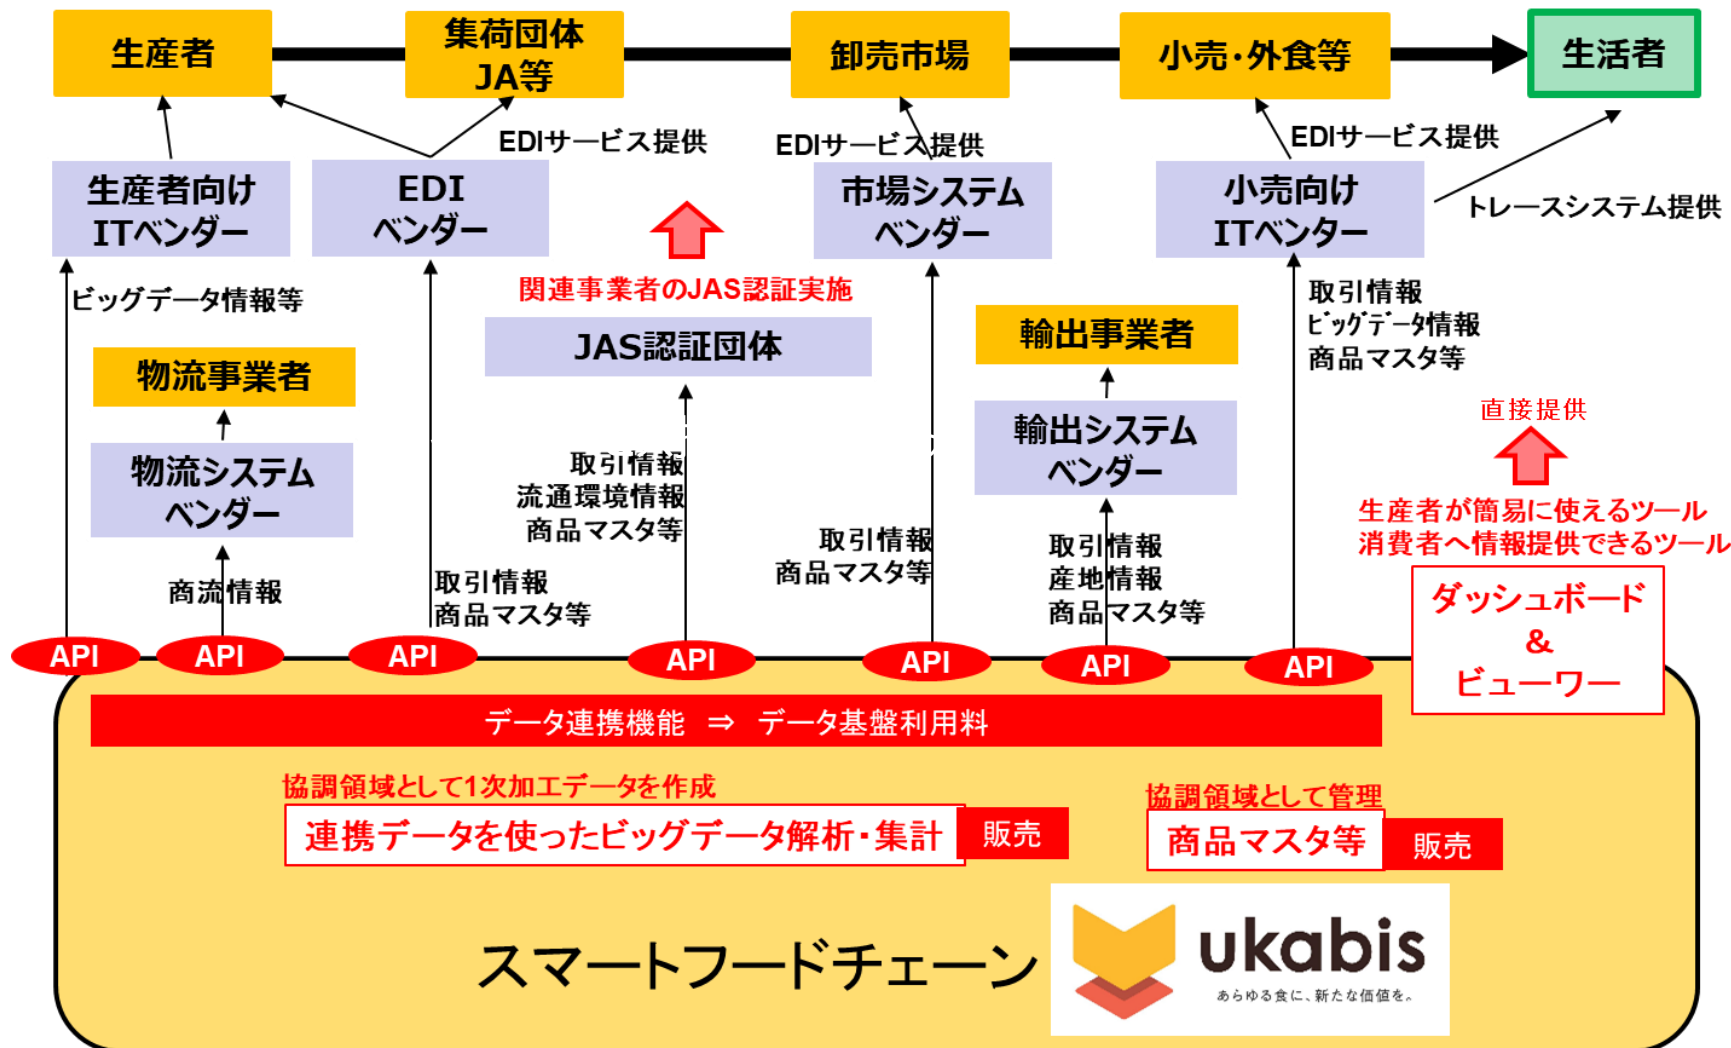 生産者
集荷団体
JA等
卸売市場
小売・外食等
生活者
EDIサービス提供
EDIサービス提供
EDIサービス提供
トレースシステム提供
生産者向け
ITベンダー
EDI
ベンダー
市場システム
ベンダー
小売向け
ITベンター
ビッグデータ情報等
関連事業者のJAS認証実施
JAS認証団体
取引情報
ビッグデータ情報
商品マスタ等
物流事業者
輸出事業者
直接提供
物流システム
ベンダー
輸出システム
ベンダー
取引情報
流通環境情報
商品マスタ等
生産者が簡易に使えるツール
消費者へ情報提供できるツール
商流情報
取引情報
商品マスタ等
取引情報
商品マスタ等
取引情報
産地情報
商品マスタ等
ダッシュボード
&
ビューワー
API
API
API
API
API
API
API
データ連携機能 ⇒ データ基盤利用料
協調領域として1次加工データを作成
連携データを使ったビッグデータ解析・集計
販売
協調領域として管理
商品マスタ等
販売
スマートフードチェーン
ukabis
あらゆる食に、新たな価値を。